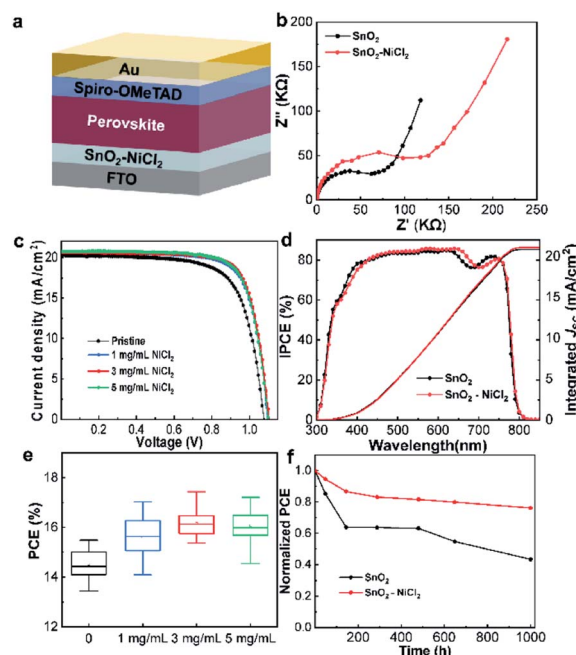 a
Au
Spiro-OMeTAD
Perovskite
SnO₂-NiCl₂
FTO
b
200
150
100
50
0
Z'' (KΩ)
SnO₂
SnO₂-NiCl₂
0 50 100 150 200 250
Z' (KΩ)
c
25
20
15
10
5
0
Current density (mA/cm²)
Pristine
1 mg/mL NiCl₂
3 mg/mL NiCl₂
5 mg/mL NiCl₂
0.2 0.4 0.6 0.8 1.0
Voltage (V)
d
80
60
40
20
0
IPCE (%)
SnO₂
SnO₂ - NiCl₂
20
15
10
5
0
Integrated J
300 400 500 600 700 800
Wavelength(nm)
e
18
16
14
12
PCE (%)
0 1 mg/mL 3 mg/mL 5 mg/mL
f
1.0
0.8
0.6
0.4
0.2
0.0
Normalized PCE
SnO₂
SnO₂ - NiCl₂
0 200 400 600 800 1000
Time (h)